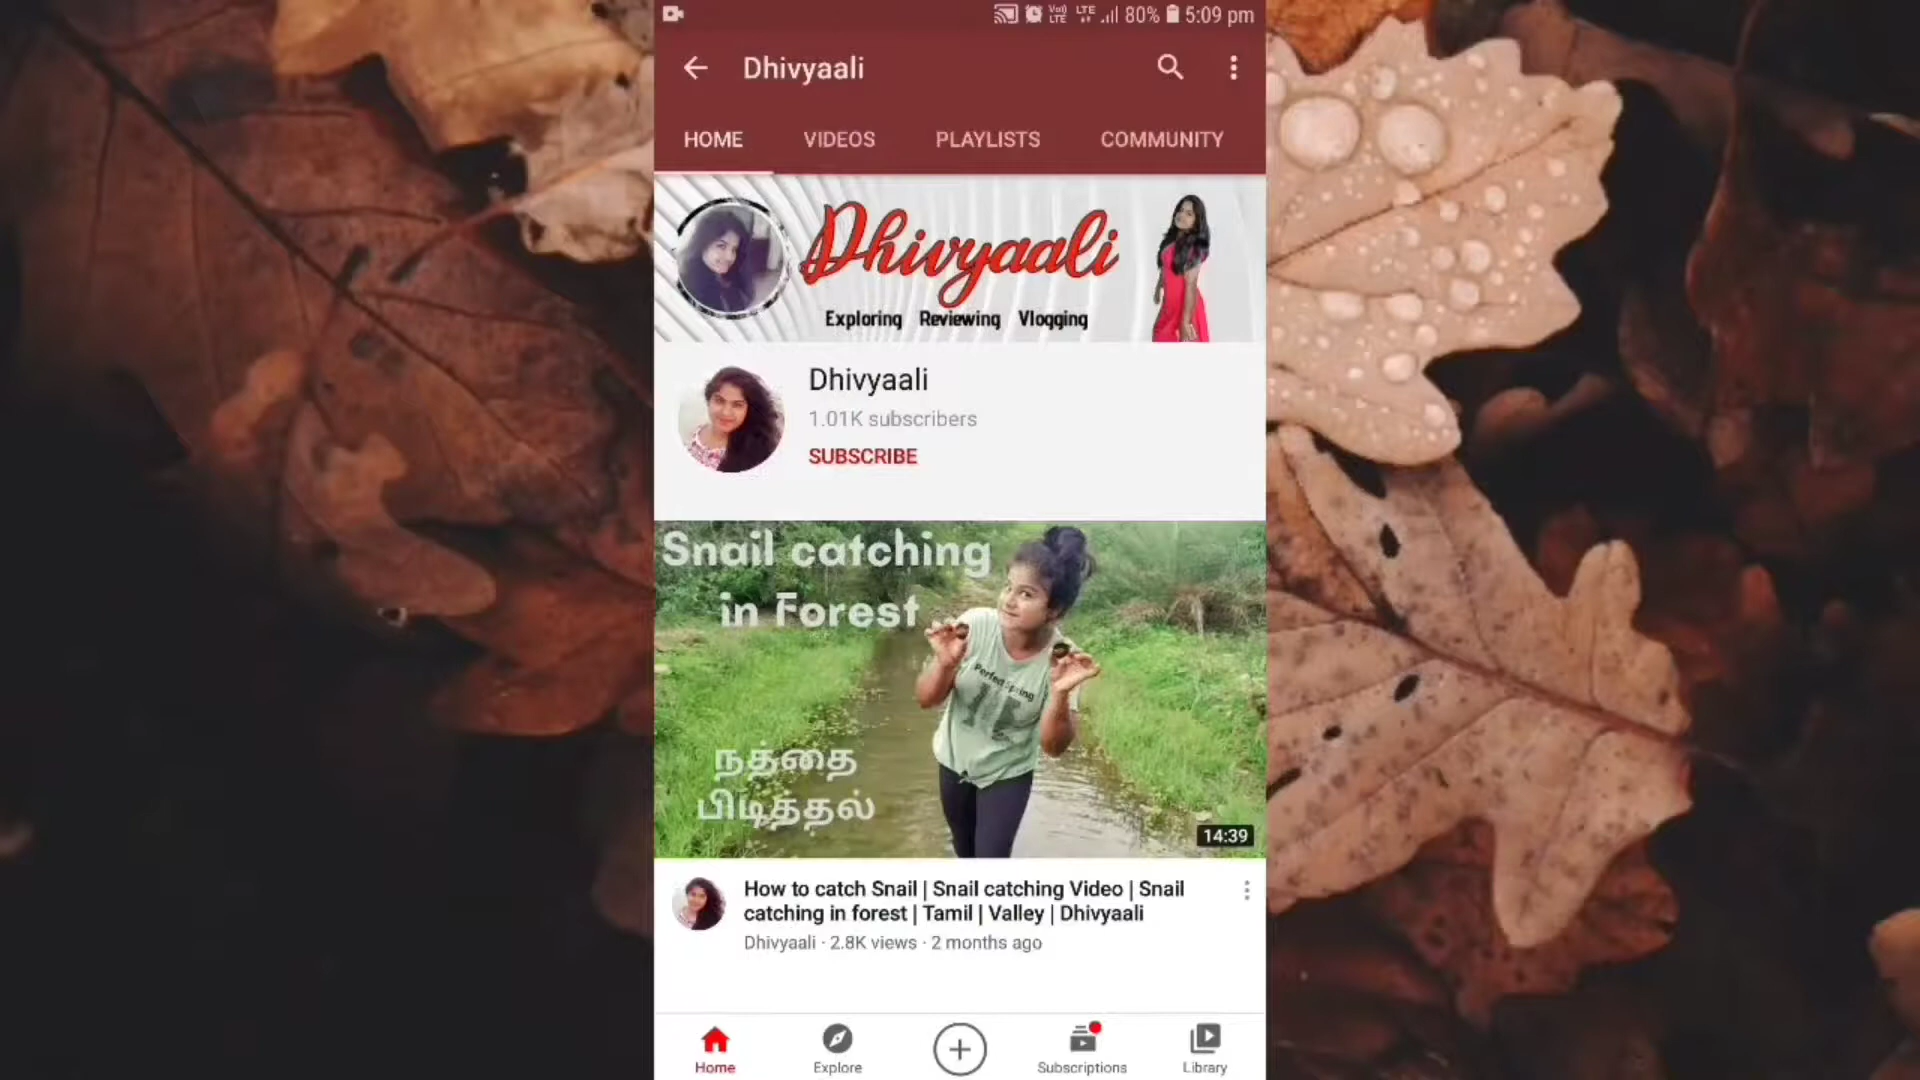 80% 5:09 pm
Dhivyaali
HOME VIDEOS PLAYLISTS COMMUNITY
Dhivyaali
Exploring Reviewing Vlogging
Dhivyaali
1.01K subscribers
SUBSCRIBE
Snail catching
in Forest
Perfect Spring
நத்தை
பிடித்தல்
14:39
How to catch Snail | Snail catching Video | Snail
catching in forest | Tamil | Valley | Dhivyaali
Dhivyaali · 2.8K views · 2 months ago
Home Explore Subscriptions Library